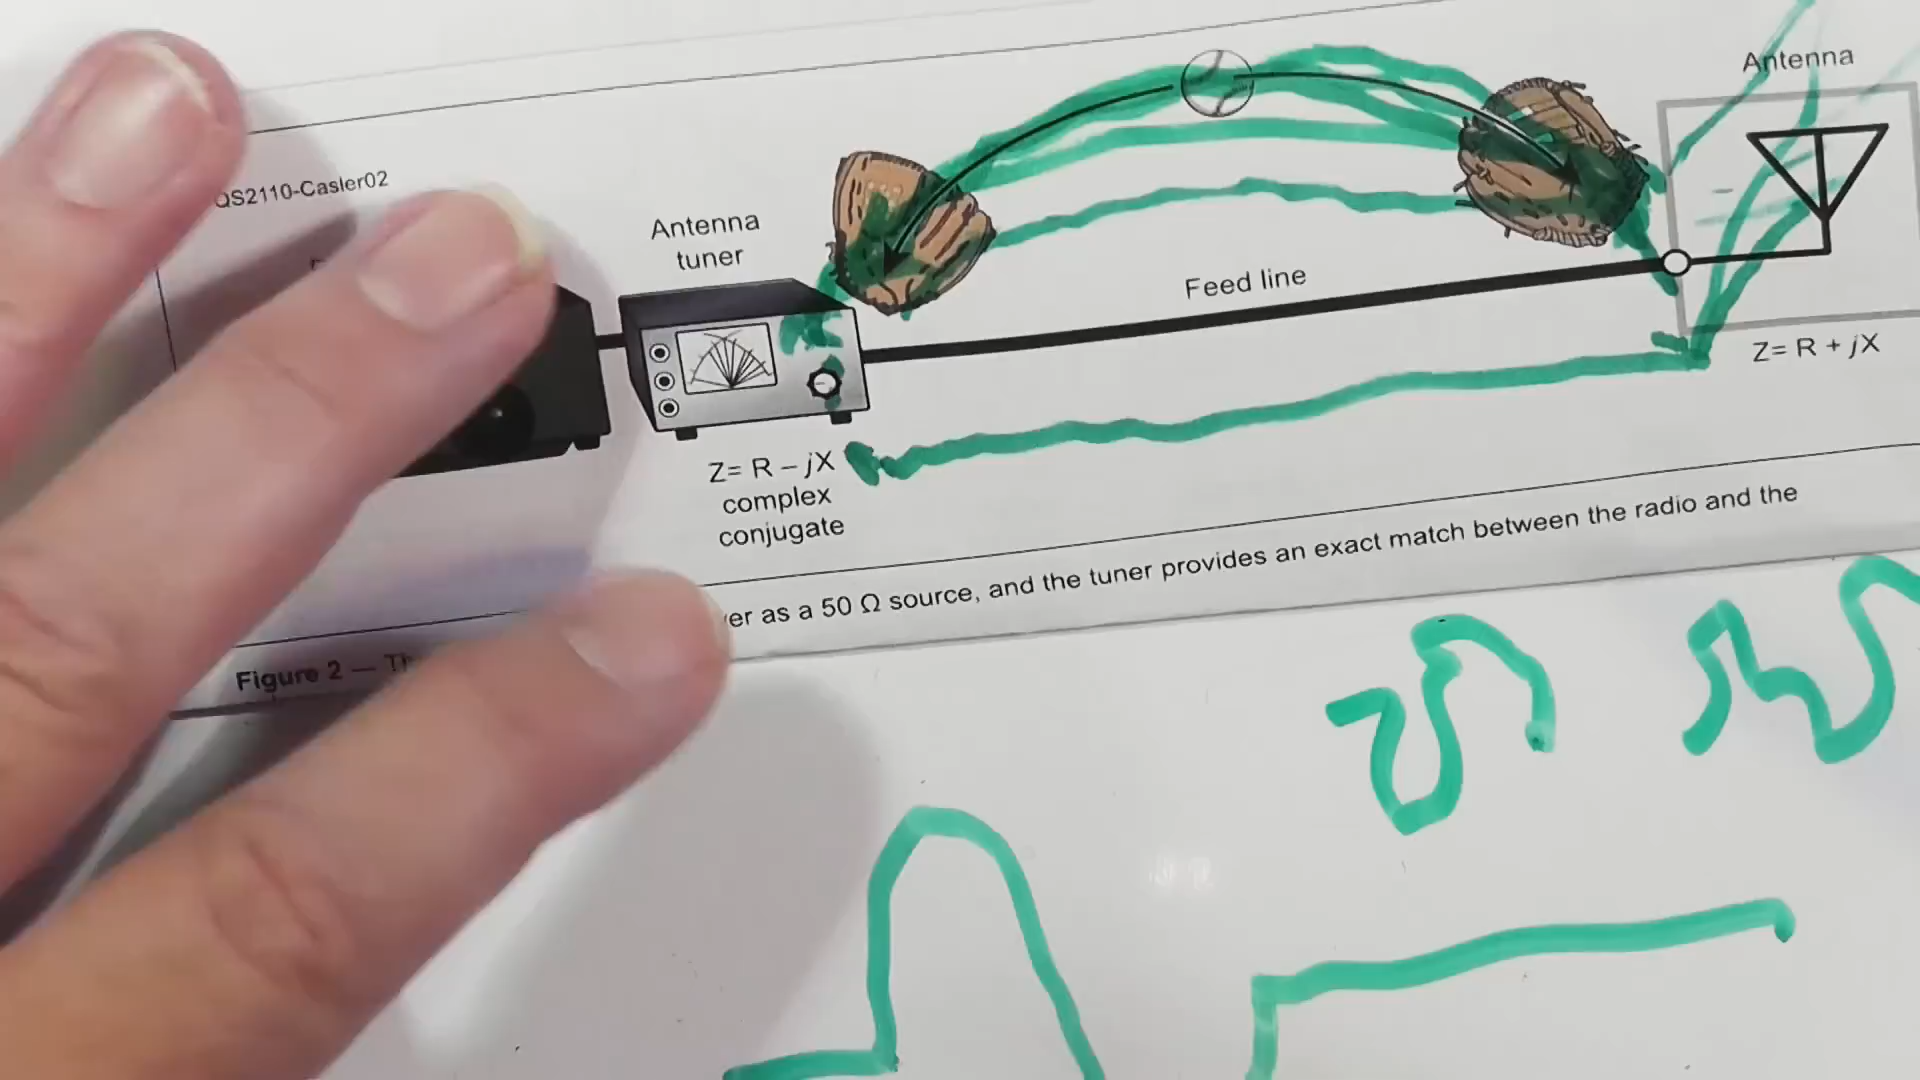 Antenna
QS2110-Casler02
Antenna
tuner
Feed line
Z= R + jX
Z= R – jX
complex
conjugate
er as a 50 Ω source, and the tuner provides an exact match between the radio and the
Figure 2 —